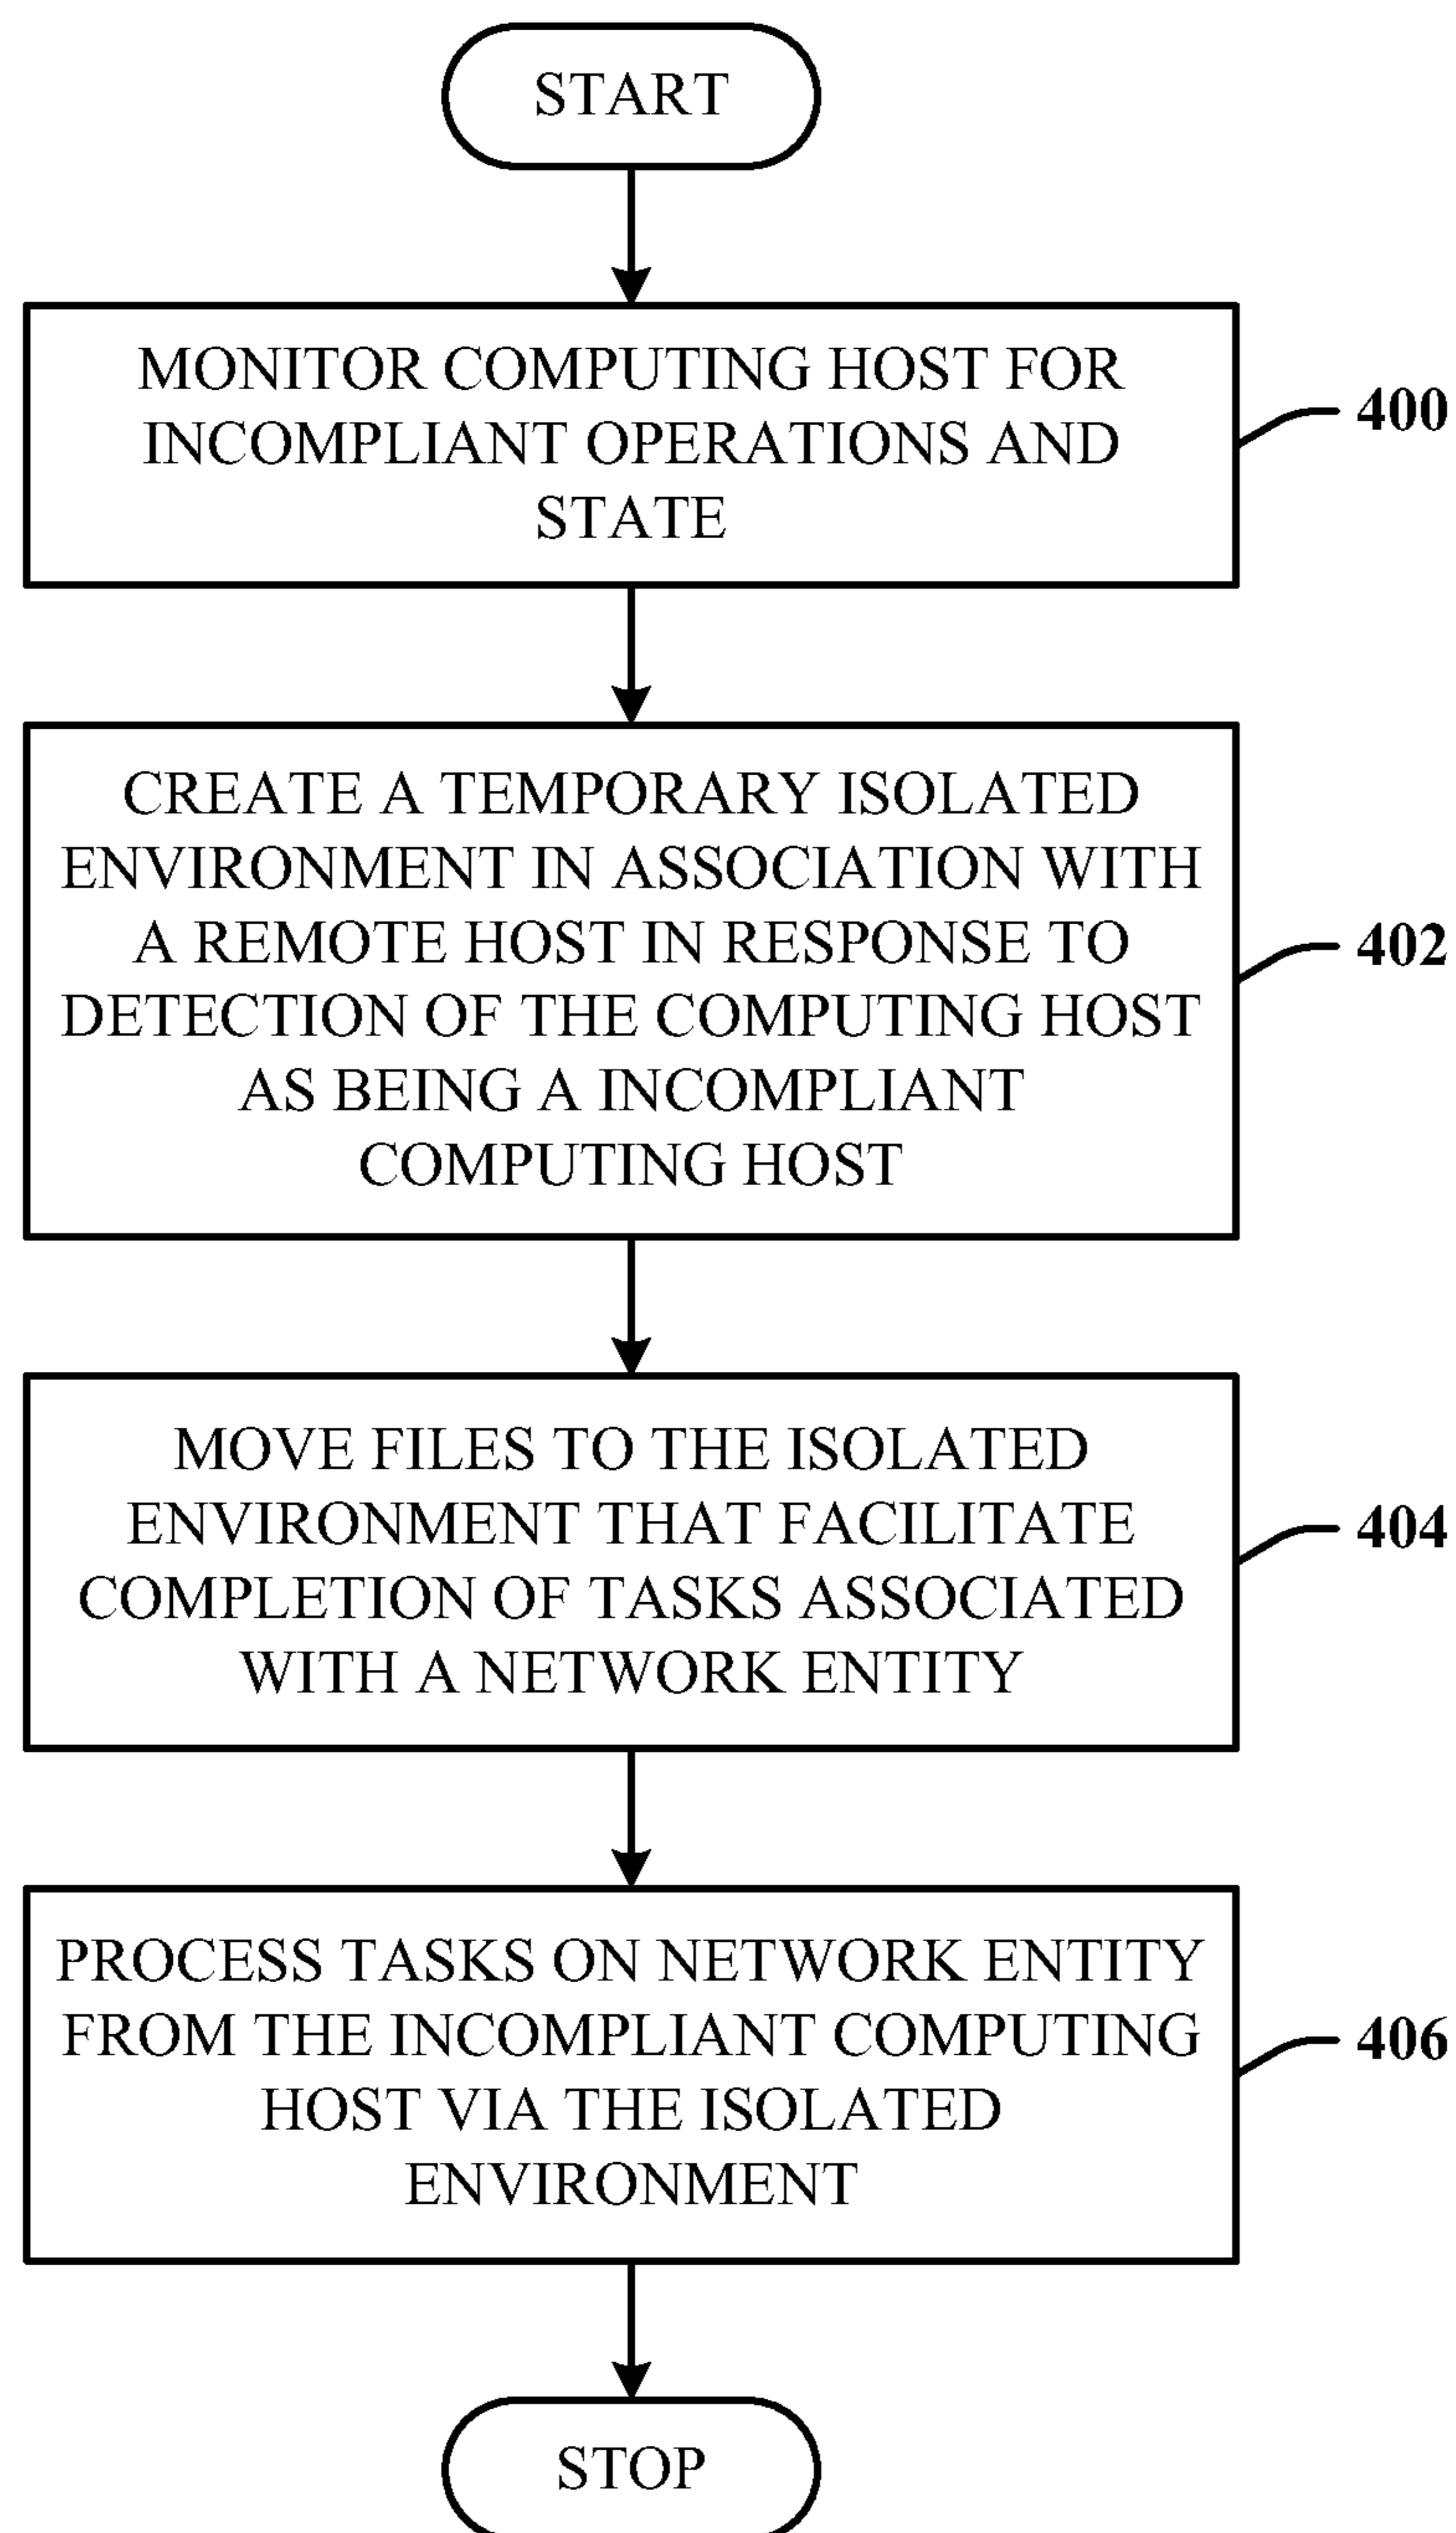 START
MONITOR COMPUTING HOST FOR
INCOMPLIANT OPERATIONS AND
STATE
400
CREATE A TEMPORARY ISOLATED
ENVIRONMENT IN ASSOCIATION WITH
A REMOTE HOST IN RESPONSE TO
DETECTION OF THE COMPUTING HOST
AS BEING A INCOMPLIANT
COMPUTING HOST
402
MOVE FILES TO THE ISOLATED
ENVIRONMENT THAT FACILITATE
COMPLETION OF TASKS ASSOCIATED
WITH A NETWORK ENTITY
404
PROCESS TASKS ON NETWORK ENTITY
FROM THE INCOMPLIANT COMPUTING
HOST VIA THE ISOLATED
ENVIRONMENT
406
STOP